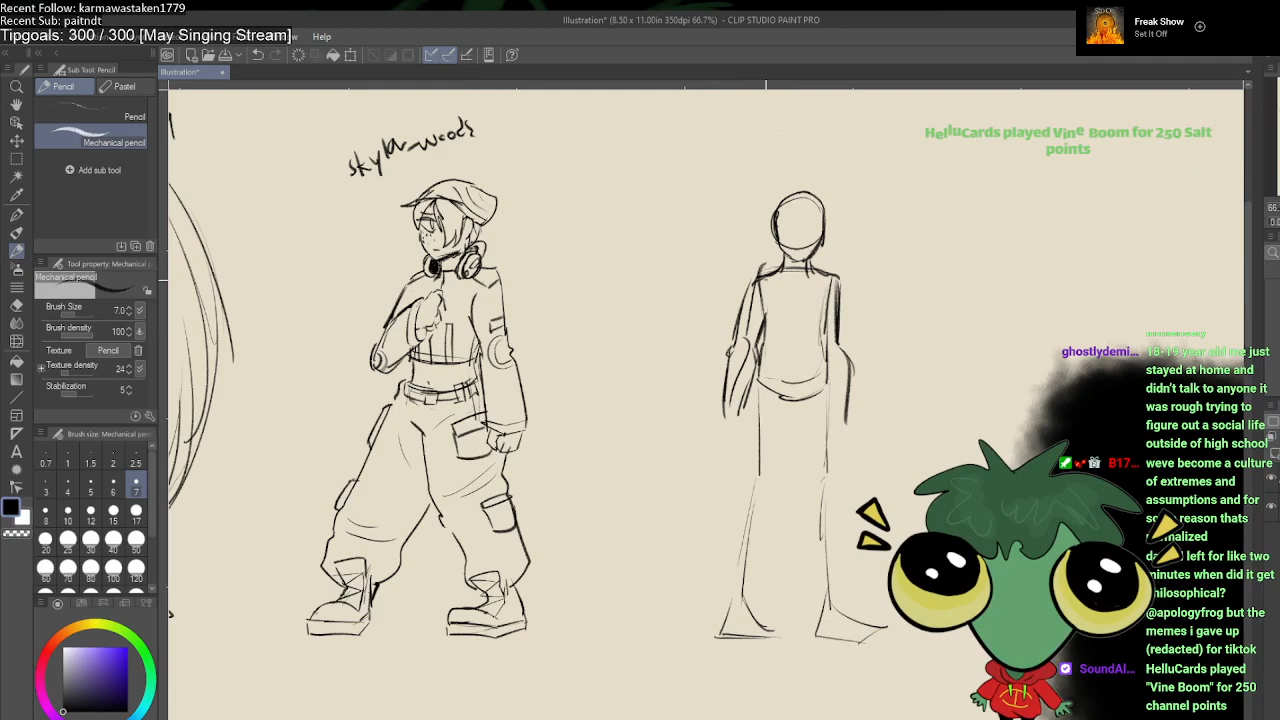 Recent Follow: karmawastaken1779
Recent Sub: paitndt
Tipgoals: 300 / 300 [May Singing Stream]
Illustration* (8.50 x 11.00in 350dpi 66.7%) - CLIP STUDIO PAINT PRO
Help
Freak Show
Set It Off
Sub Tool: Pencil
Illustration*
Pencil
Pastel
Pencil
Mechanical pencil
Add sub tool
Tool property: Mechanical p
Mechanical pencil
Brush Size 7.0
Brush density 100
Texture Pencil
Texture density 24
Stabilization 5
Brush size: Mechanical penc
0.7 1 1.5 2 2.5
3 4 5 6 7
8 10 12 15 17
20 25 30 40 50
60 70 80 100 120
HelluCards played Vine Boom for 250 Salt
points
66.
0.0
ghostlydemi... 18-19 year old me just
stayed at home and
didn't talk to anyone it
was rough trying to
figure out a social life
outside of high school
B17... weve become a culture
of extremes and
assumptions and for
reason thats
left for like two
minutes when did it get
philosophical?
@apologyfrog but the
memes i gave up
(redacted) for tiktok
SoundAl... HelluCards played
"Vine Boom" for 250
channel points